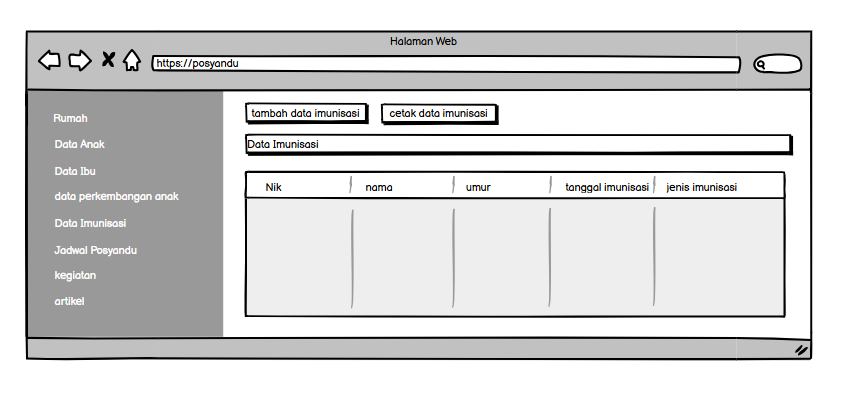 Halaman Web
https://posyandu
Rumah
Data Anak
Data Ibu
data perkembangan anak
Data Imunisasi
Jadwal Posyandu
kegiatan
artikel
tambah data imunisasi
cetak data imunisasi
Data Imunisasi
Nik nama umur tanggal imunisasi jenis imunisasi